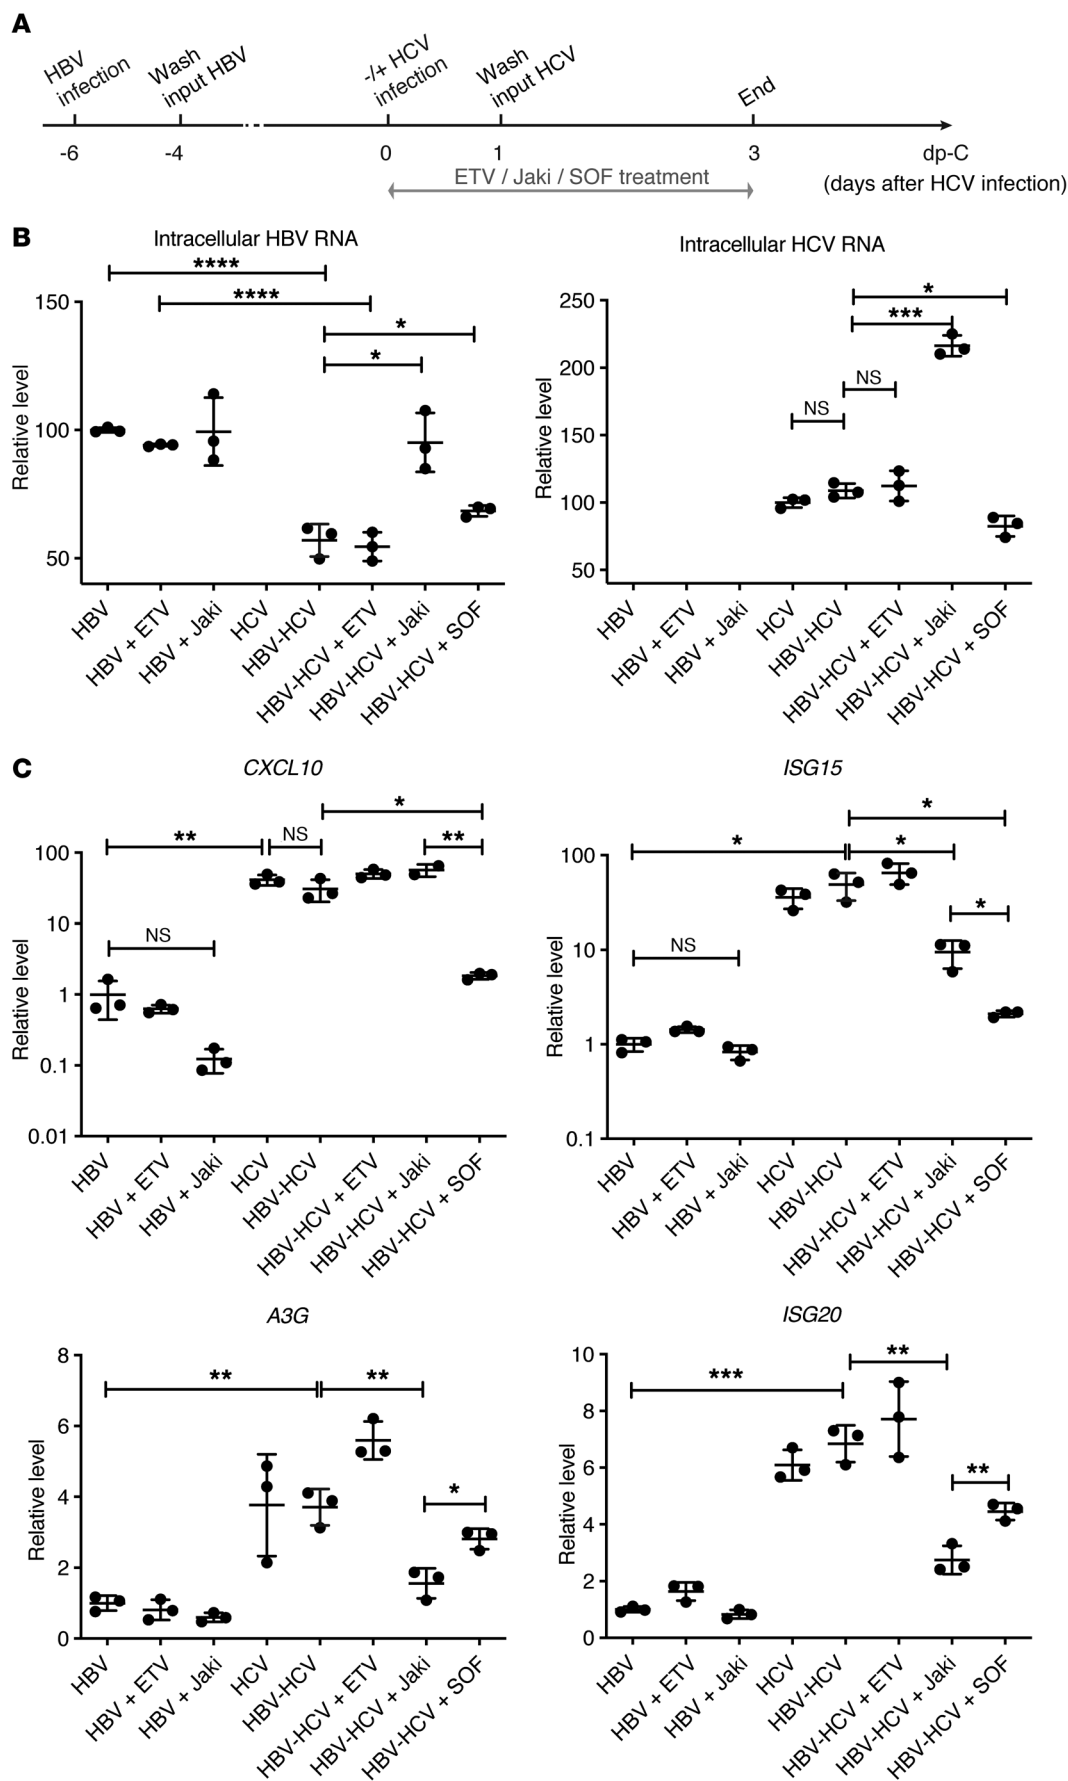 A
HBV
infection
Wash
input HBV
-/+ HCV
infection
Wash
input HCV
End
-6
-4
0
1
3
dp-C
ETV / Jaki / SOF treatment
(days after HCV infection)
B
Intracellular HBV RNA
****
****
*
*
150
100
50
Relative level
HBV
HBV + ETV
HBV + Jaki
HCV
HBV-HCV
HBV-HCV + ETV
HBV-HCV + Jaki
HBV-HCV + SOF
Intracellular HCV RNA
*
***
NS
NS
250
200
150
100
50
Relative level
HBV
HBV + ETV
HBV + Jaki
HCV
HBV-HCV
HBV-HCV + ETV
HBV-HCV + Jaki
HBV-HCV + SOF
C
CXCL10
*
**
NS
**
NS
100
10
1
0.1
0.01
Relative level
HBV
HBV + ETV
HBV + Jaki
HCV
HBV-HCV
HBV-HCV + ETV
HBV-HCV + Jaki
HBV-HCV + SOF
ISG15
*
*
*
*
NS
100
10
1
0.1
Relative level
HBV
HBV + ETV
HBV + Jaki
HCV
HBV-HCV
HBV-HCV + ETV
HBV-HCV + Jaki
HBV-HCV + SOF
A3G
**
**
*
8
6
4
2
0
Relative level
HBV
HBV + ETV
HBV + Jaki
HCV
HBV-HCV
HBV-HCV + ETV
HBV-HCV + Jaki
HBV-HCV + SOF
ISG20
**
***
**
10
8
6
4
2
0
Relative level
HBV
HBV + ETV
HBV + Jaki
HCV
HBV-HCV
HBV-HCV + ETV
HBV-HCV + Jaki
HBV-HCV + SOF